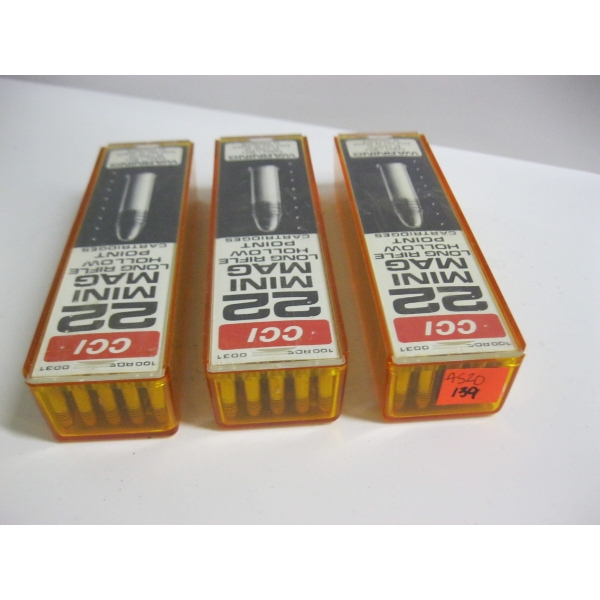 WARNING
CARTRIDGES
POINT
HOLLOW
LONG RIFLE
MAG
MINI
22
CCI
100 RDS 0031
WARNING
CARTRIDGES
POINT
HOLLOW
LONG RIFLE
MAG
MINI
22
CCI
100 RDS 0031
WARNING
CARTRIDGES
POINT
HOLLOW
LONG RIFLE
MAG
MINI
22
CCI
100 RDS 0031
AS20
139